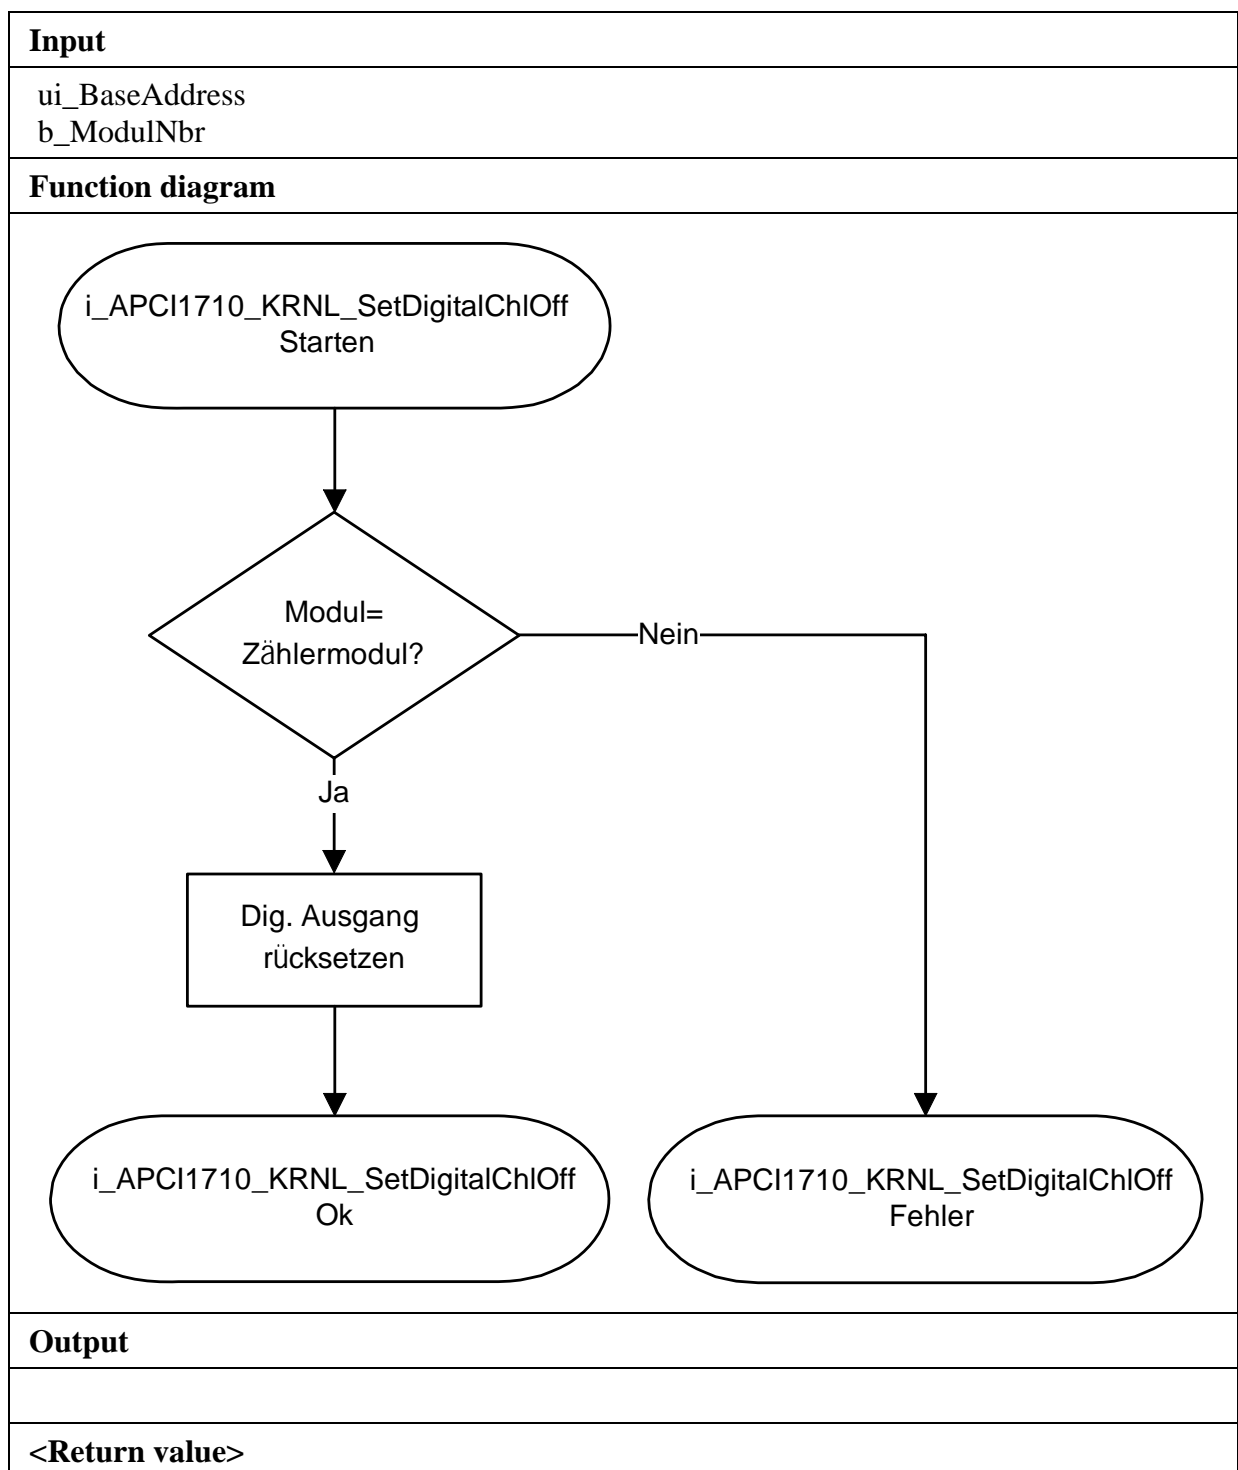 Input
ui_BaseAddress
b_ModulNbr
Function diagram
i_APCI1710_KRNL_SetDigitalChlOff
Starten
Modul=
Zählermodul?
Nein
Ja
Dig. Ausgang
rÜcksetzen
i_APCI1710_KRNL_SetDigitalChlOff
Ok
i_APCI1710_KRNL_SetDigitalChlOff
Fehler
Output
<Return value>